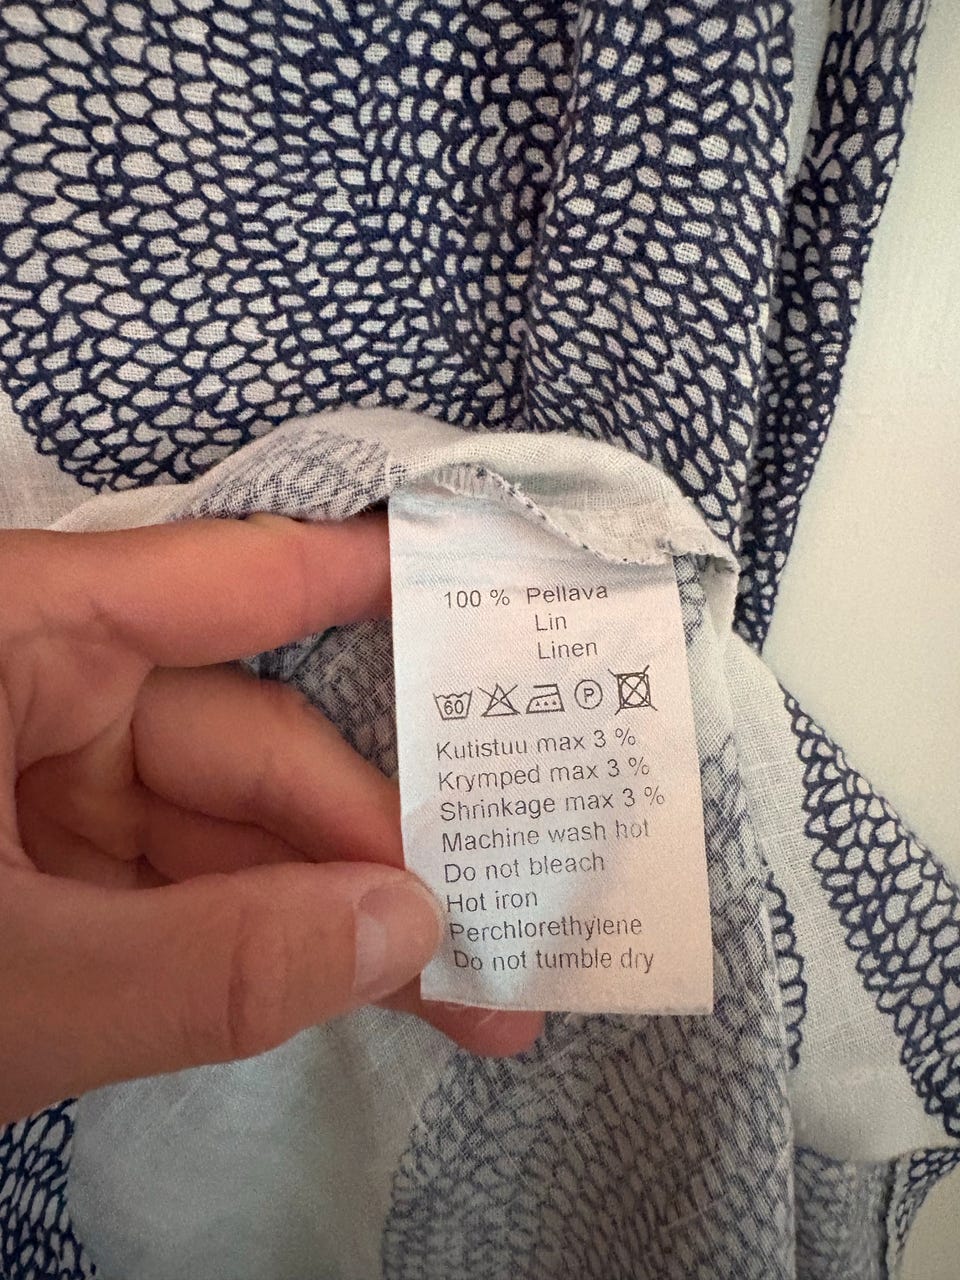 100 % Pellava
Lin
Linen
60 P
Kutistuu max 3 %
Krymped max 3 %
Shrinkage max 3 %
Machine wash hot
Do not bleach
Hot iron
Perchlorethylene
Do not tumble dry